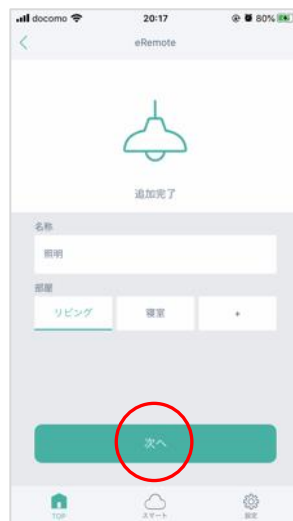 docomo 20:17 80%
eRemote
追加完了
名称
照明
部屋
リビング 寝室 +
次へ
TOP スマート 設定